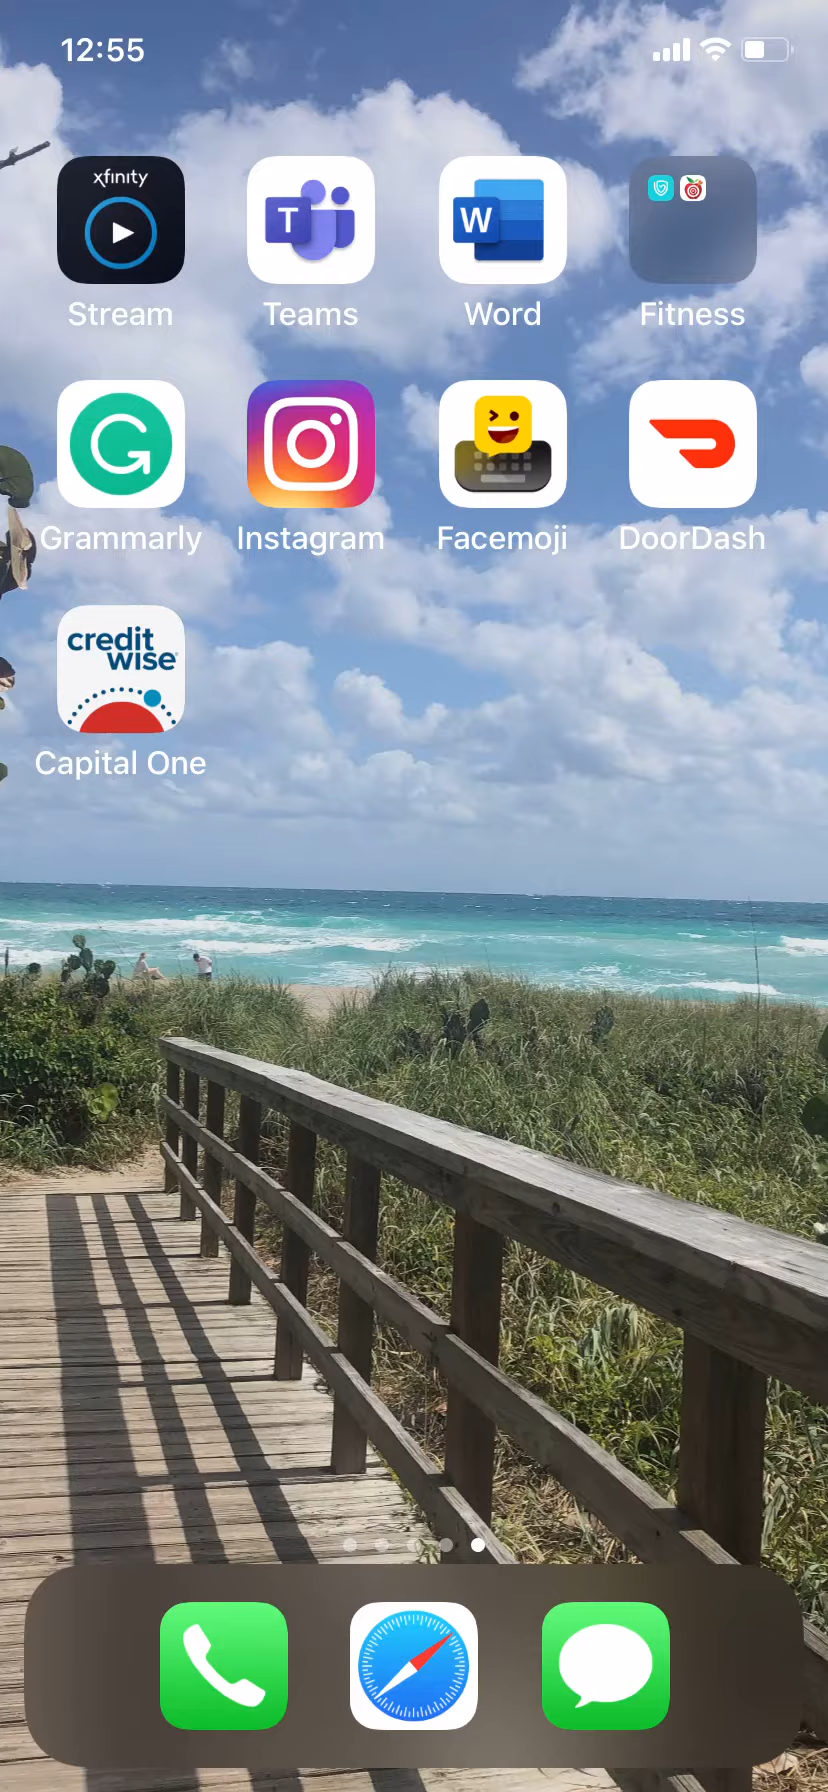 12:55
xfinity
T
W
Stream
Teams
Word
Fitness
Grammarly
Instagram
Facemoji
DoorDash
credit
wise
Capital One